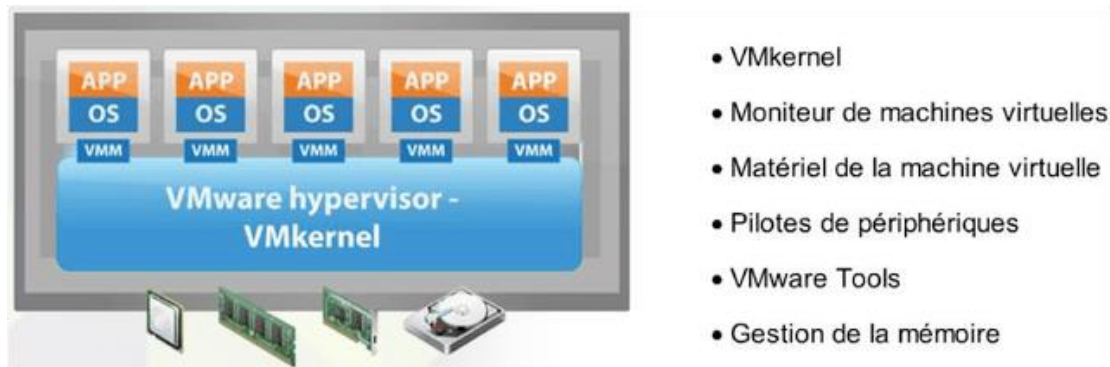 APP APP APP APP APP
OS OS OS OS OS
VMM VMM VMM VMM VMM
VMware hypervisor -
VMkernel
• VMkernel
• Moniteur de machines virtuelles
• Matériel de la machine virtuelle
• Pilotes de périphériques
• VMware Tools
• Gestion de la mémoire